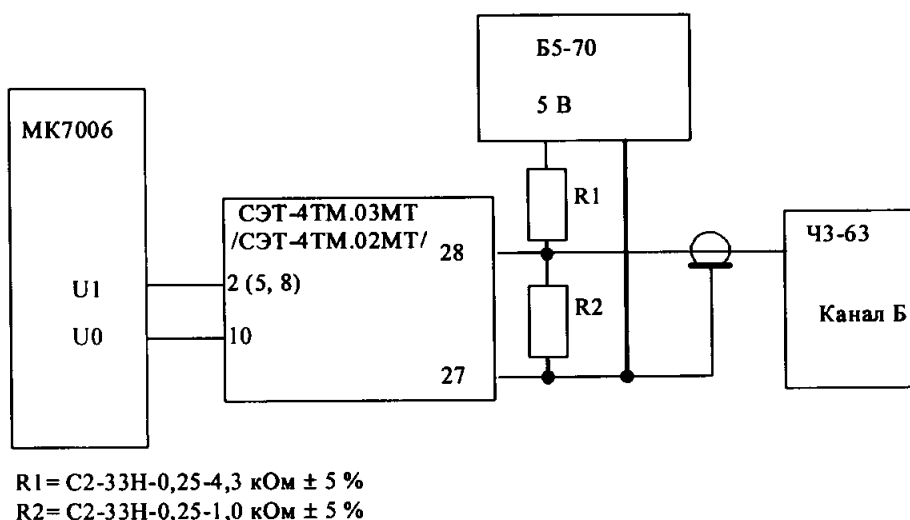 Б5-70
5 В
МК7006
R1
СЭТ-4ТМ.03МТ
/СЭТ-4ТМ.02МТ/
28
ЧЗ-63
U1
2 (5, 8)
R2
Канал Б
U0
10
27
R1= С2-33Н-0,25-4,3 кОм ± 5 %
R2= С2-33Н-0,25-1,0 кОм ± 5 %